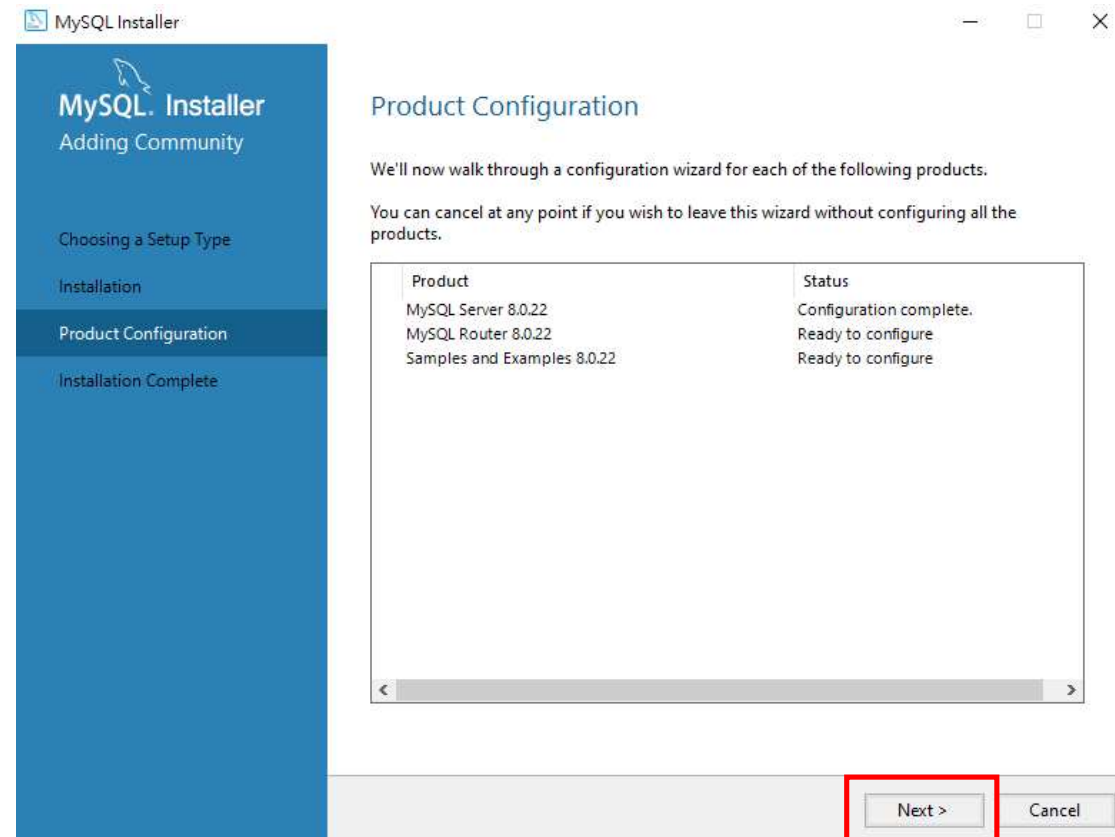 MySQL Installer
MySQL. Installer
Adding Community
Choosing a Setup Type
Installation
Product Configuration
Installation Complete
Product Configuration
We'll now walk through a configuration wizard for each of the following products.
You can cancel at any point if you wish to leave this wizard without configuring all the
products.
Product Status
MySQL Server 8.0.22 Configuration complete.
MySQL Router 8.0.22 Ready to configure
Samples and Examples 8.0.22 Ready to configure
Next > Cancel